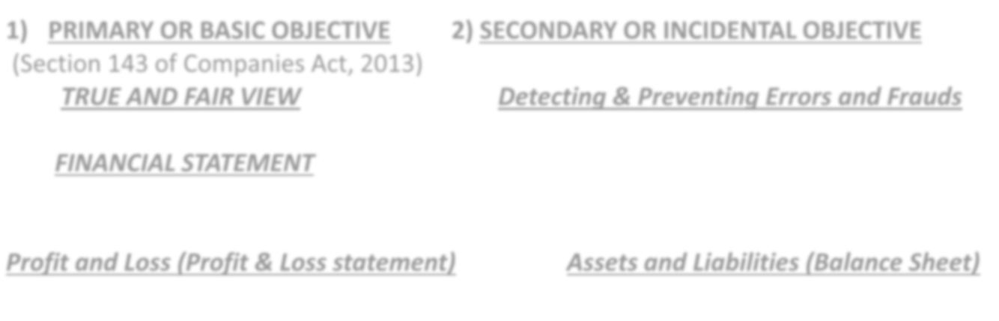 1) PRIMARY OR BASIC OBJECTIVE 2) SECONDARY OR INCIDENTAL OBJECTIVE
(Section 143 of Companies Act, 2013)
TRUE AND FAIR VIEW Detecting & Preventing Errors and Frauds
FINANCIAL STATEMENT
Profit and Loss (Profit & Loss statement) Assets and Liabilities (Balance Sheet)